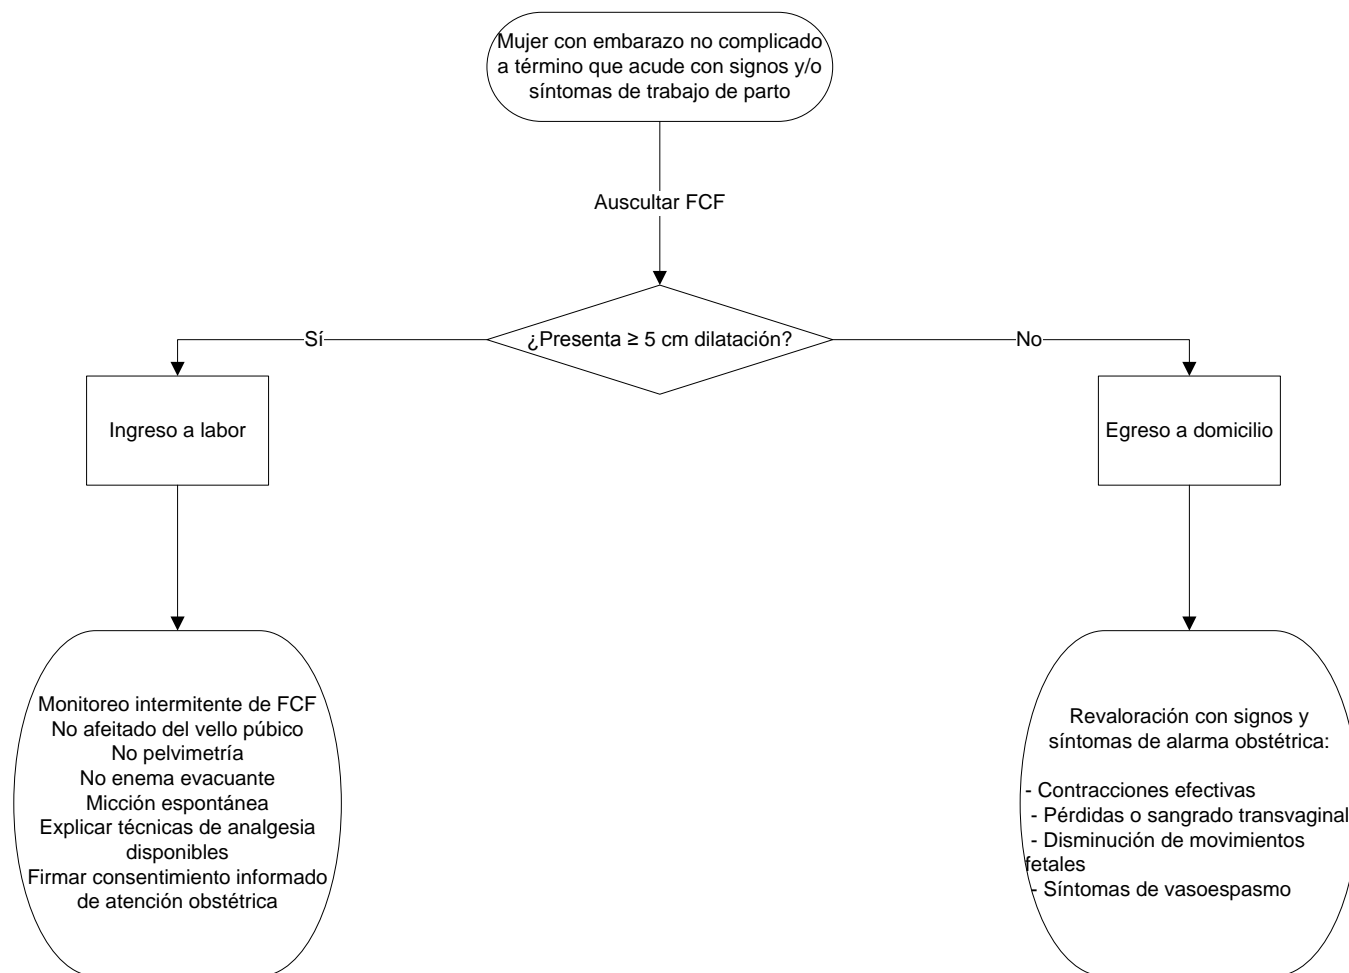 Mujer con embarazo no complicado
a término que acude con signos y/o
síntomas de trabajo de parto
Auscultar FCF
¿Presenta ≥ 5 cm dilatación?
Sí
No
Ingreso a labor
Egreso a domicilio
Monitoreo intermitente de FCF
No afeitado del vello púbico
No pelvimetría
No enema evacuante
Micción espontánea
Explicar técnicas de analgesia
disponibles
Firmar consentimiento informado
de atención obstétrica
Revaloración con signos y
síntomas de alarma obstétrica:
- Contracciones efectivas
- Pérdidas o sangrado transvaginal
- Disminución de movimientos
fetales
- Síntomas de vasoespasmo